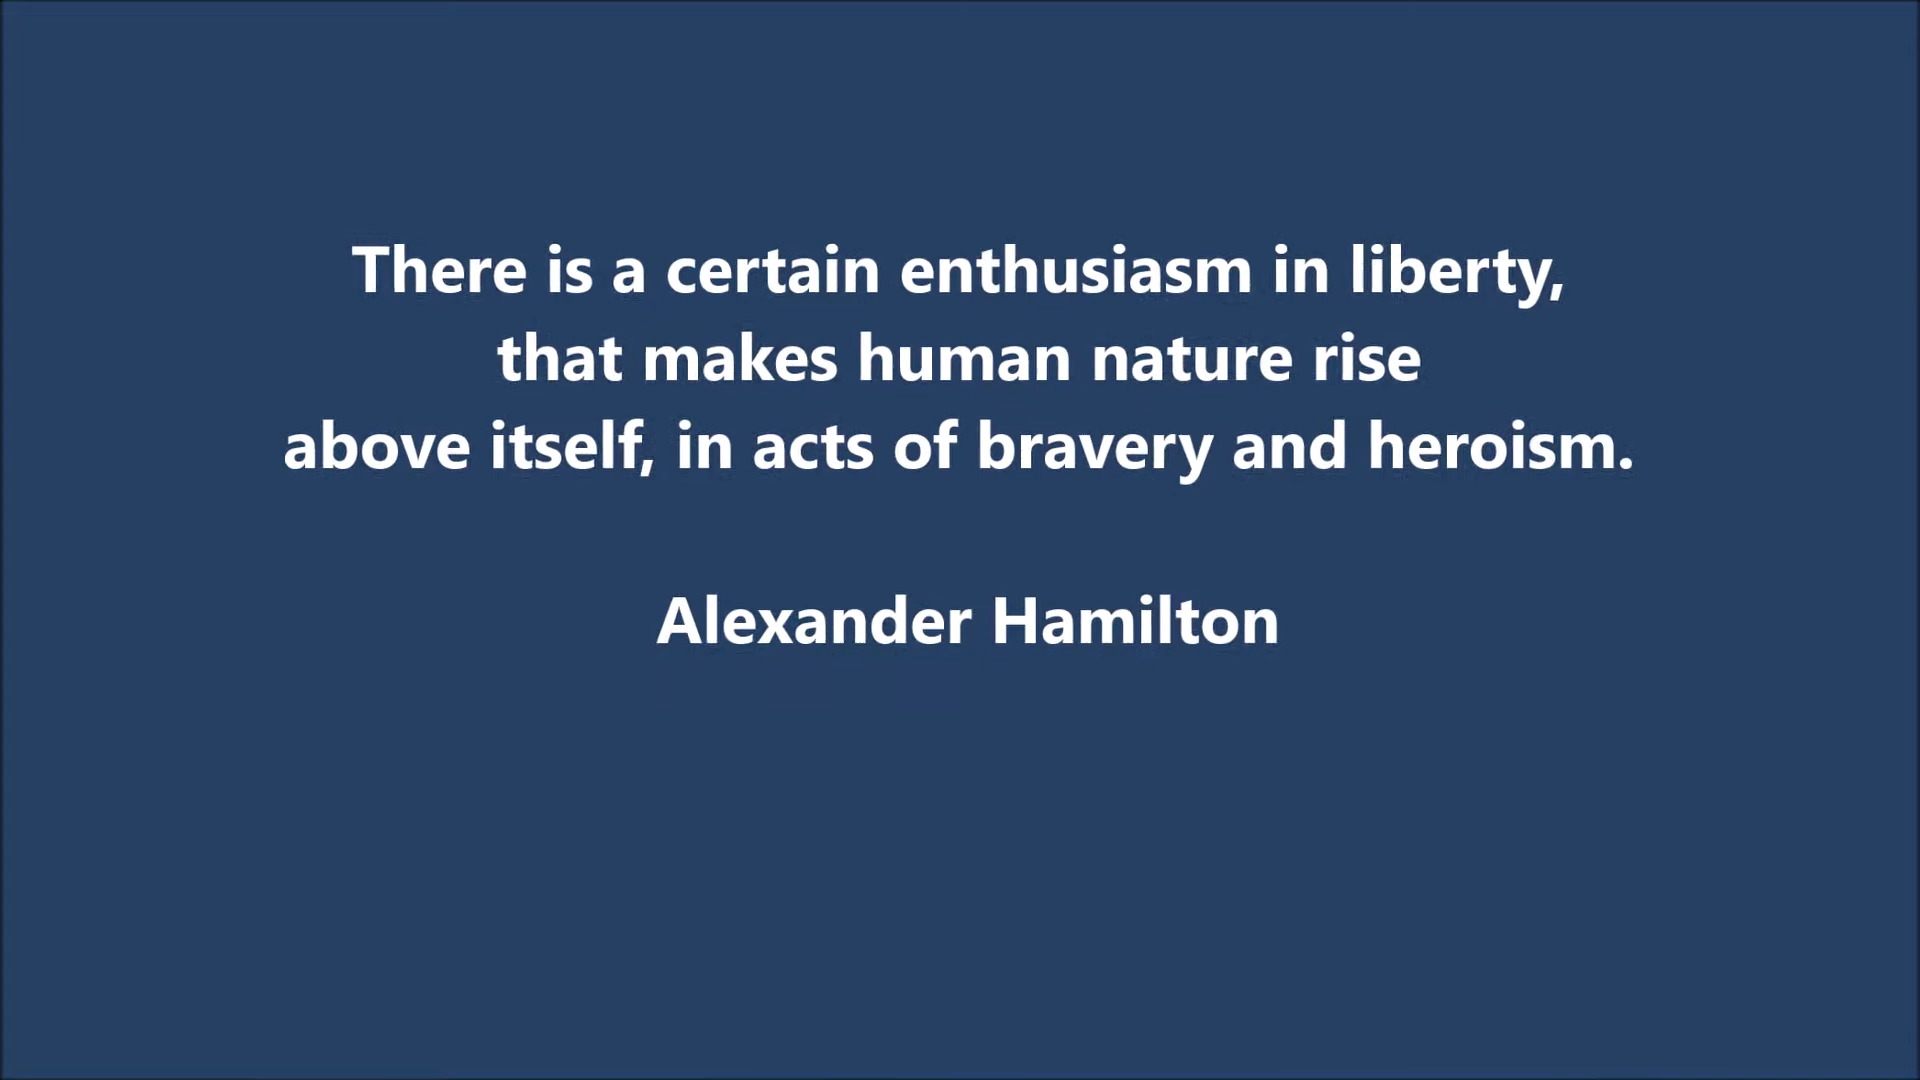 There is a certain enthusiasm in liberty,
that makes human nature rise
above itself, in acts of bravery and heroism.
Alexander Hamilton